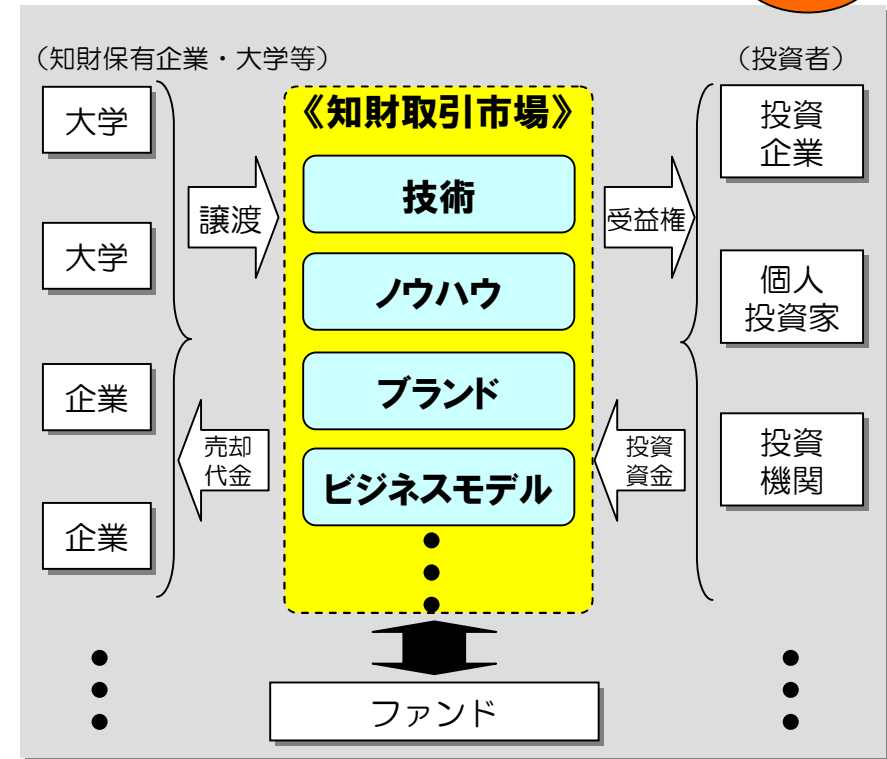 （知財保有企業・大学等）
大学
大学
企業
企業
譲渡
売却
代金
《知財取引市場》
技術
ノウハウ
ブランド
ビジネスモデル
受益権
投資
資金
（投資者）
投資
企業
個人
投資家
投資
機関
ファンド